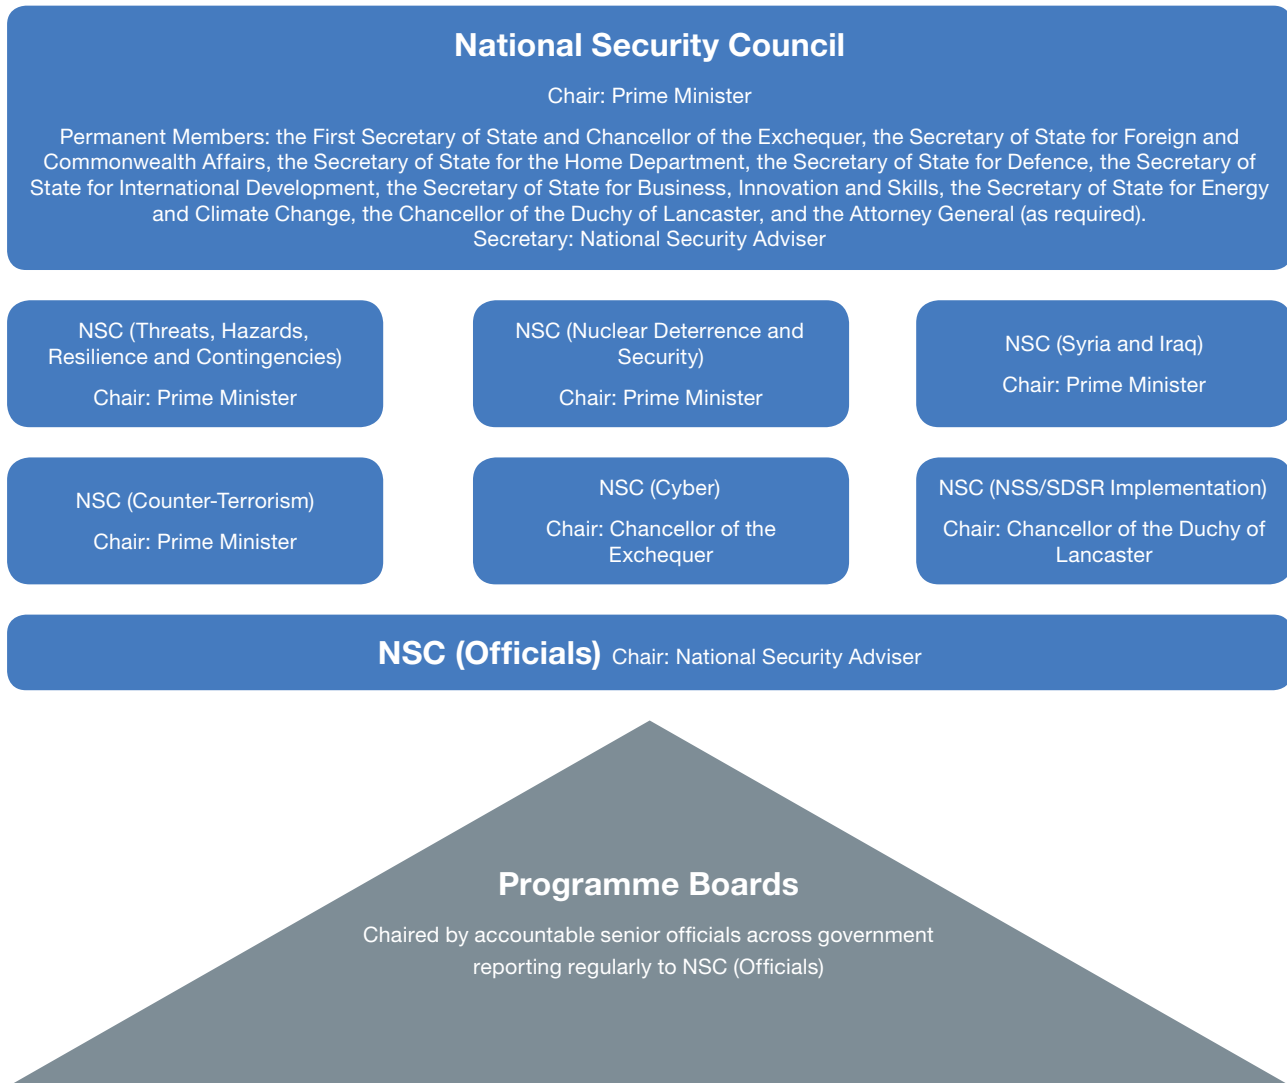 National Security Council
Chair: Prime Minister
Permanent Members: the First Secretary of State and Chancellor of the Exchequer, the Secretary of State for Foreign and
Commonwealth Affairs, the Secretary of State for the Home Department, the Secretary of State for Defence, the Secretary of
State for International Development, the Secretary of State for Business, Innovation and Skills, the Secretary of State for Energy
and Climate Change, the Chancellor of the Duchy of Lancaster, and the Attorney General (as required).
Secretary: National Security Adviser
NSC (Threats, Hazards,
Resilience and Contingencies)
Chair: Prime Minister
NSC (Nuclear Deterrence and
Security)
Chair: Prime Minister
NSC (Syria and Iraq)
Chair: Prime Minister
NSC (Counter-Terrorism)
Chair: Prime Minister
NSC (Cyber)
Chair: Chancellor of the
Exchequer
NSC (NSS/SDSR Implementation)
Chair: Chancellor of the Duchy of
Lancaster
NSC (Officials) Chair: National Security Adviser
Programme Boards
Chaired by accountable senior officials across government
reporting regularly to NSC (Officials)